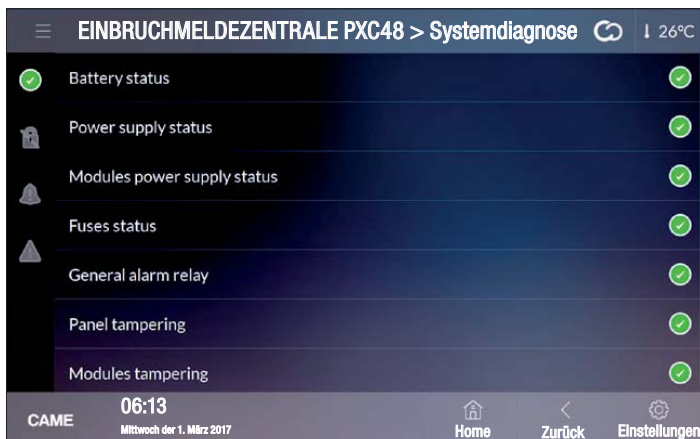 EINBRUCHMELDEZENTRALE PXC48 > Systemdiagnose 26°C
Battery status
Power supply status
Modules power supply status
Fuses status
General alarm relay
Panel tampering
Modules tampering
CAME
06:13
Mittwoch der 1. März 2017
Home
Zurück
Einstellungen